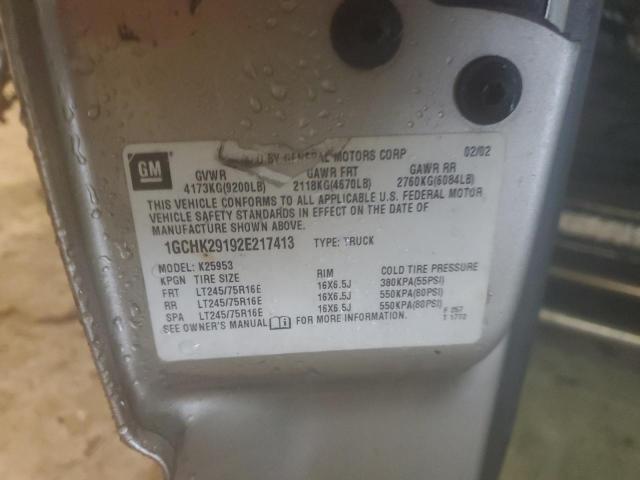 BY GENERAL MOTORS CORP 02/02
GM
GVWR GAWR FRT GAWR RR
4173KG(9200LB) 2118KG(4670LB) 2760KG(6084LB)
THIS VEHICLE CONFORMS TO ALL APPLICABLE U.S. FEDERAL MOTOR
VEHICLE SAFETY STANDARDS IN EFFECT ON THE DATE OF
MANUFACTURE SHOWN ABOVE.
1GCHK29192E217413 TYPE: TRUCK
MODEL: K25953
KPGN TIRE SIZE RIM COLD TIRE PRESSURE
FRT LT245/75R16E 16X6.5J 380KPA(55PSI)
RR LT245/75R16E 16X6.5J 550KPA(80PSI)
SPA LT245/75R16E 16X6.5J 550KPA(80PSI)
SEE OWNER'S MANUAL FOR MORE INFORMATION.